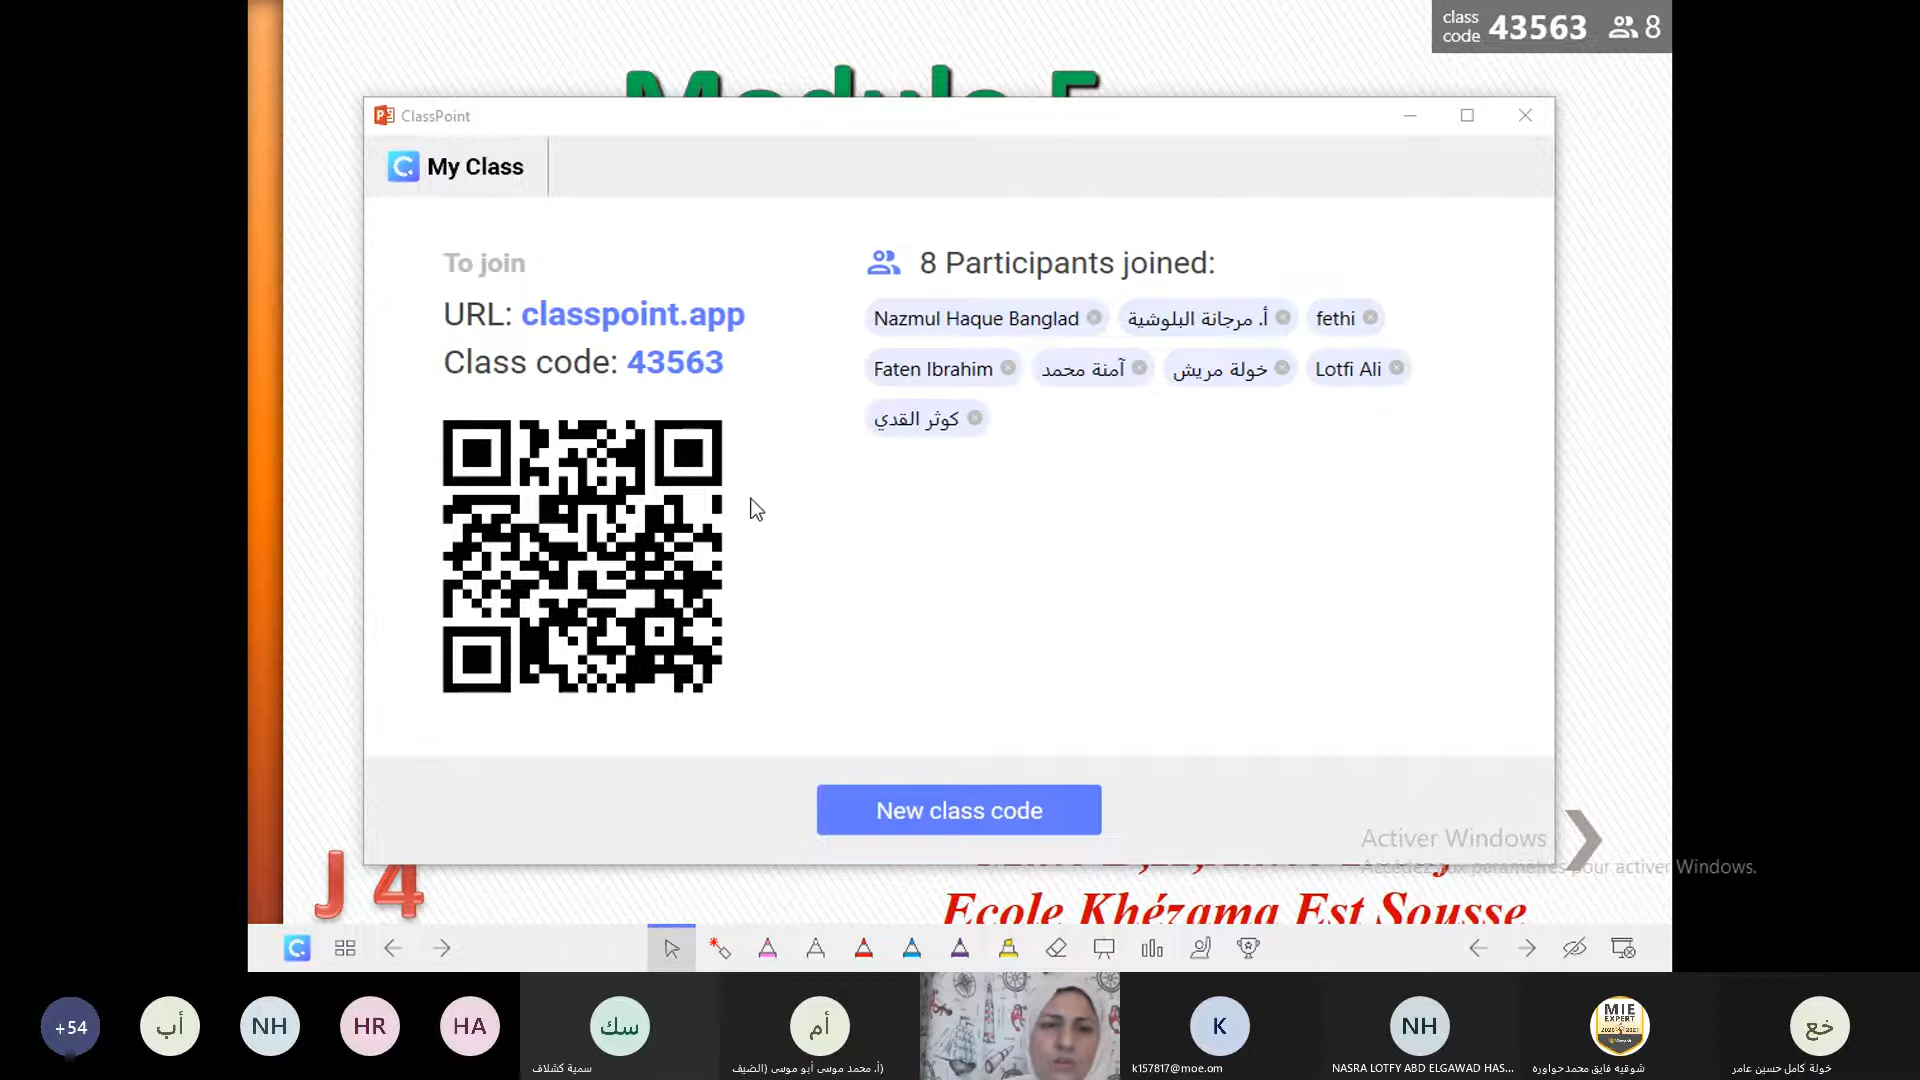 class code 43563 8
ClassPoint
My Class
To join
URL: classpoint.app
Class code: 43563
8 Participants joined:
Nazmul Haque Banglad أ. مرجانة البلوشية fethi
Faten Ibrahim آمنة محمد خولة مريش Lotfi Ali
كوثر القدي
New class code
Activer Windows
Accédez aux paramètres pour activer Windows.
J 4
Ecole Khézama Est Sousse
+54
أب
NH
HR
HA
سك
سمية كشلاف
أم
أ. محمد موسى أبو موسى (الضيف)
K
k157817@moe.om
NH
NASRA LOTFY ABD ELGAWAD HAS...
MIE
EXPERT
2020 2021
شوقيه فايق محمد حواوره
خع
خولة كامل حسين عامر